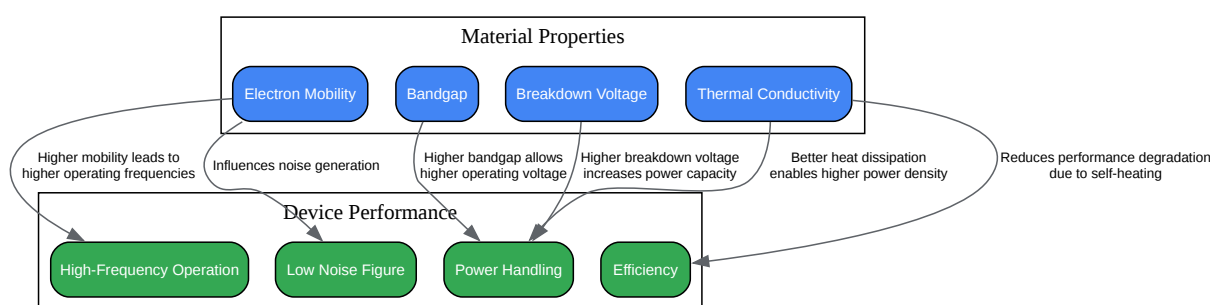 Material Properties
Electron Mobility
Bandgap
Breakdown Voltage
Thermal Conductivity
Higher mobility leads to
higher operating frequencies
Influences noise generation
Higher bandgap allows
higher operating voltage
Higher breakdown voltage
increases power capacity
Better heat dissipation
enables higher power density
Reduces performance degradation
due to self-heating
Device Performance
High-Frequency Operation
Low Noise Figure
Power Handling
Efficiency